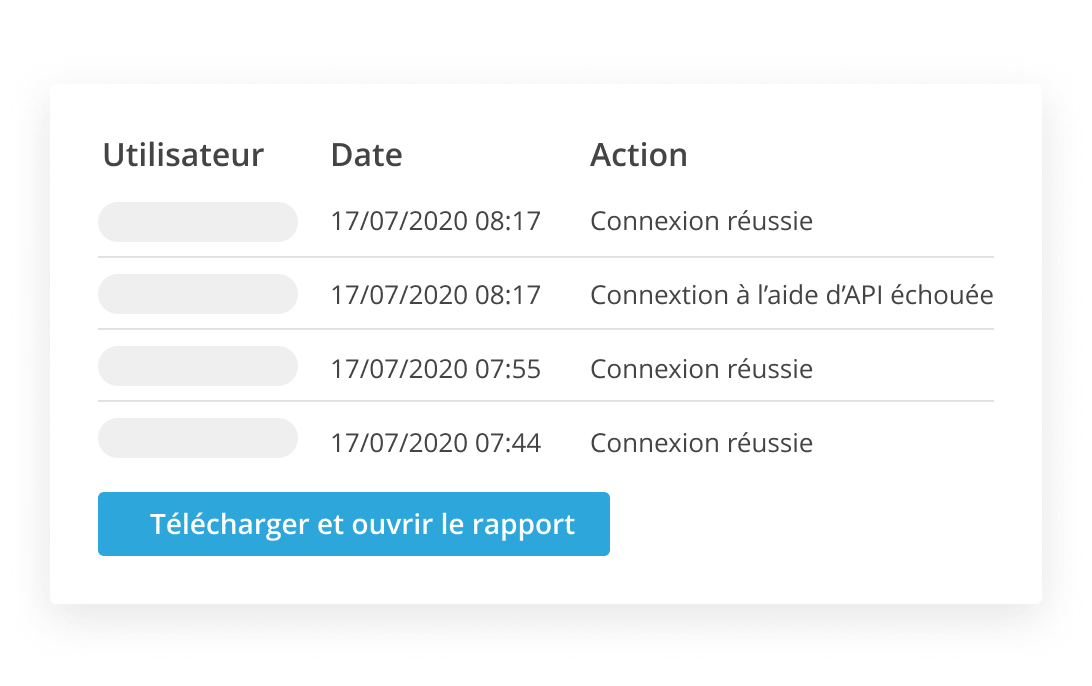 Utilisateur Date Action
17/07/2020 08:17 Connexion réussie
17/07/2020 08:17 Connextion à l’aide d’API échouée
17/07/2020 07:55 Connexion réussie
17/07/2020 07:44 Connexion réussie
Télécharger et ouvrir le rapport